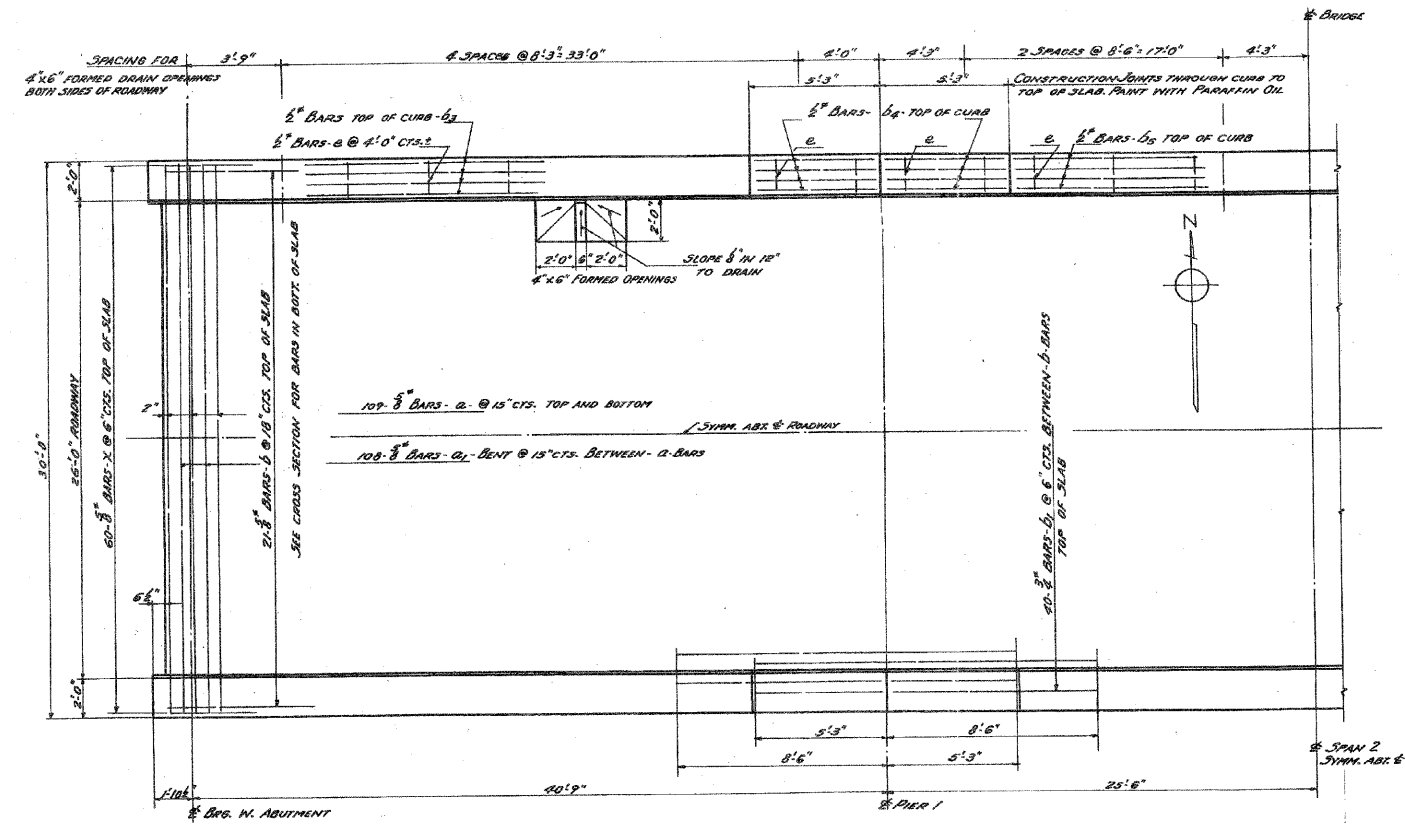 ℄ BRIDGE
SPACING FOR
4"x6" FORMED DRAIN OPENINGS
BOTH SIDES OF ROADWAY
3'-9"
4 SPACES @ 8'-3"= 33'-0"
4'-0"
4'-3"
2 SPACES @ 8'-6"= 17'-0"
4'-3"
5'-3"
5'-3"
CONSTRUCTION JOINTS THROUGH CURB TO
TOP OF SLAB. PAINT WITH PARAFFIN OIL
½" BARS TOP OF CURB-b3
½" BARS-e @ 4'-0" CTS.±
½" BARS- b4-TOP OF CURB
e
e
e
½" BARS-b5 TOP OF CURB
2'-0"
2'-0"
2'-0"
6"
2'-0"
SLOPE ⅛" IN 12"
TO DRAIN
4"x6" FORMED OPENINGS
Z
30'-0"
26'-0" ROADWAY
60-⅝" BARS-X @ 6" CTS. TOP OF SLAB
21-⅝" BARS-b @ 18" CTS. TOP OF SLAB
SEE CROSS SECTION FOR BARS IN BOTT. OF SLAB
2"
109-⅝" BARS- a- @ 15" CTS. TOP AND BOTTOM
SYMM. ABT. ℄ ROADWAY
108-⅝" BARS- a1-BENT @ 15" CTS. BETWEEN- a-BARS
40-¾" BARS-b1 @ 6" CTS. BETWEEN-b-BARS
TOP OF SLAB
6½"
2'-0"
5'-3"
8'-6"
8'-6"
5'-3"
℄ SPAN 2
SYMM. ABT. ℄
1'-10½"
40'-9"
25'-6"
℄ BRG. W. ABUTMENT
℄ PIER 1